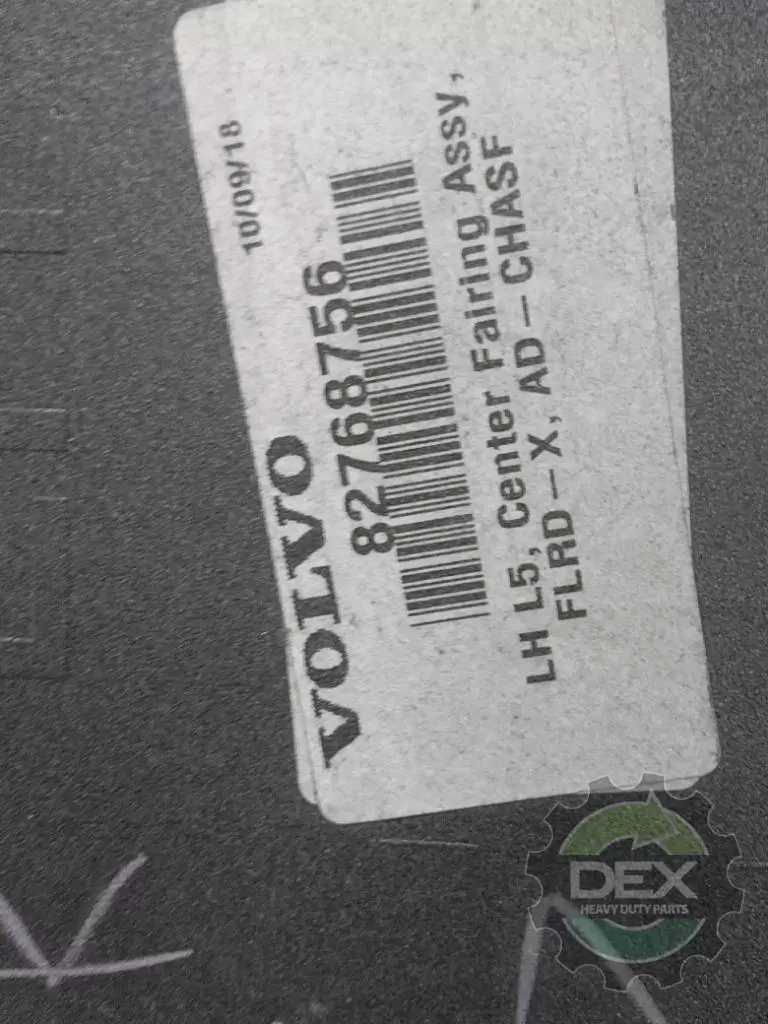 10/09/18
VOLVO
82768756
LH L5, Center Fairing Assy,
FLRD-X, AD-CHASF
DEX
HEAVY DUTY PARTS